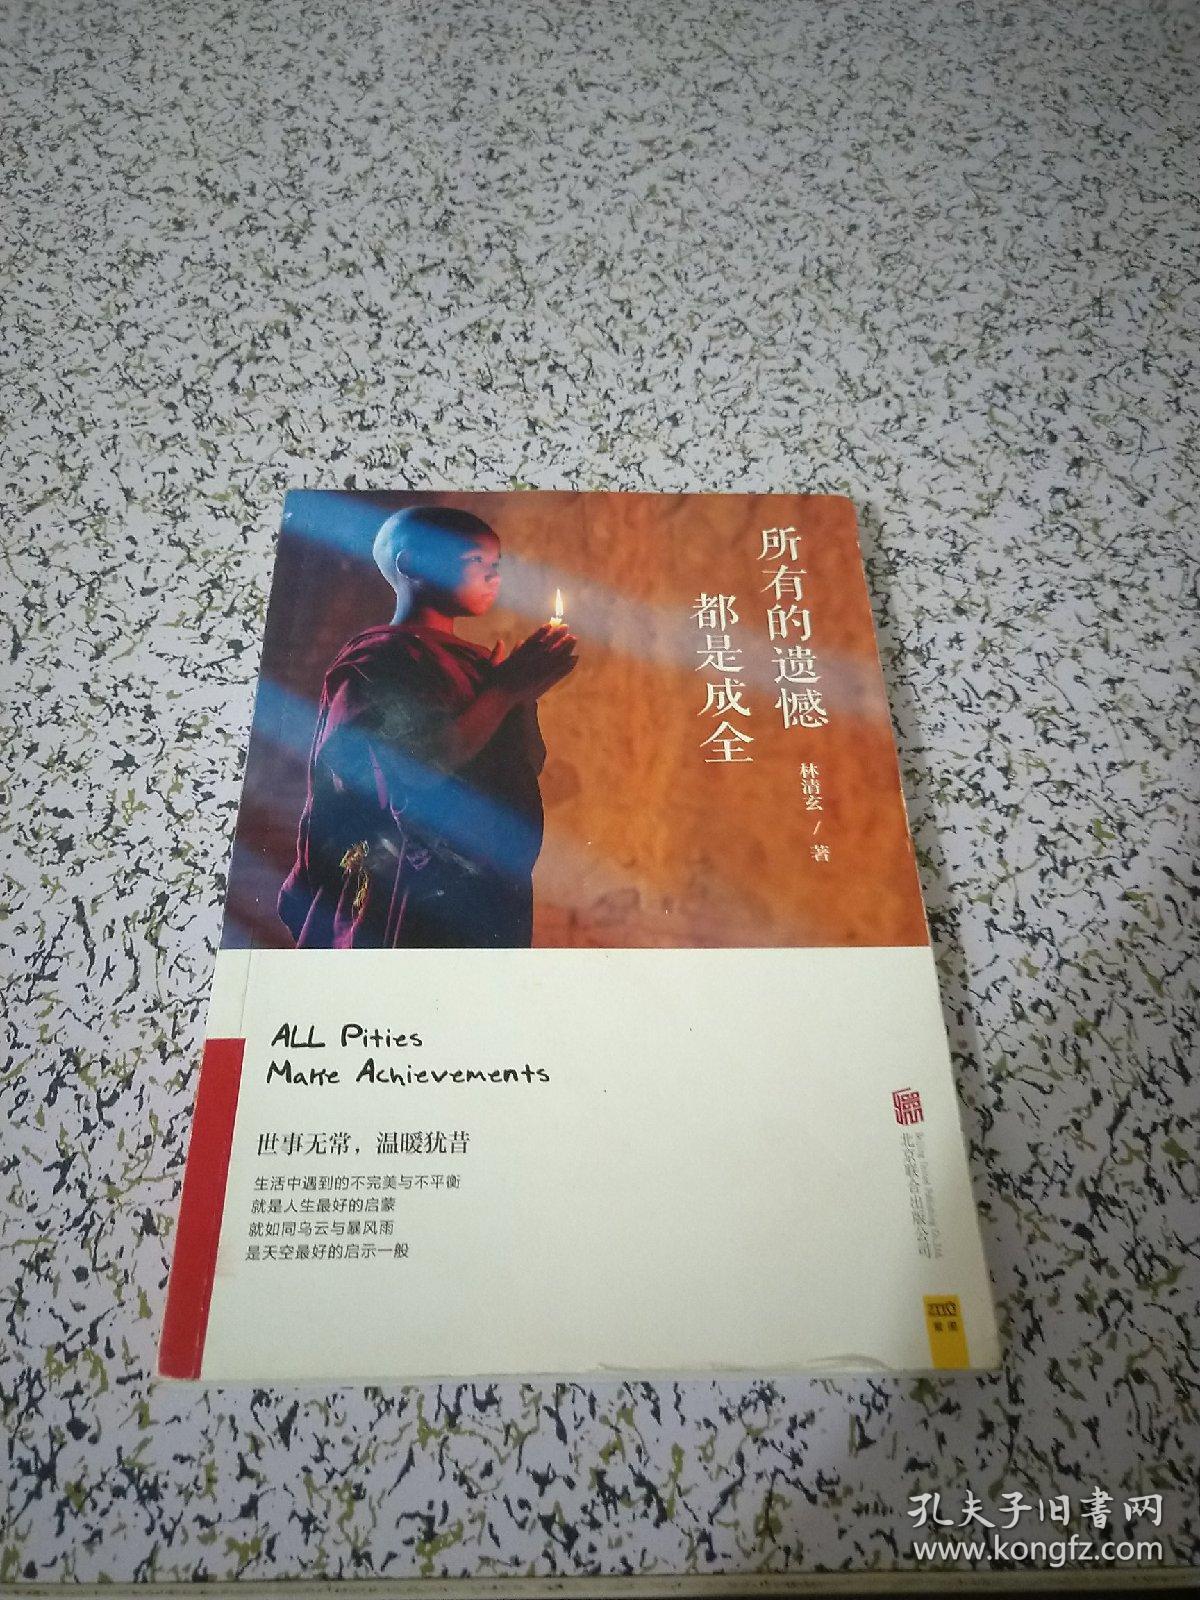 所有的遗憾
都是成全
林清玄/著
ALL Pities
Make Achievements
世事无常，温暖犹昔
生活中遇到的不完美与不平衡
就是人生最好的启蒙
就如同乌云与暴风雨
是天空最好的启示一般
北京联合出版公司
孔夫子旧書网
www.kongfz.com